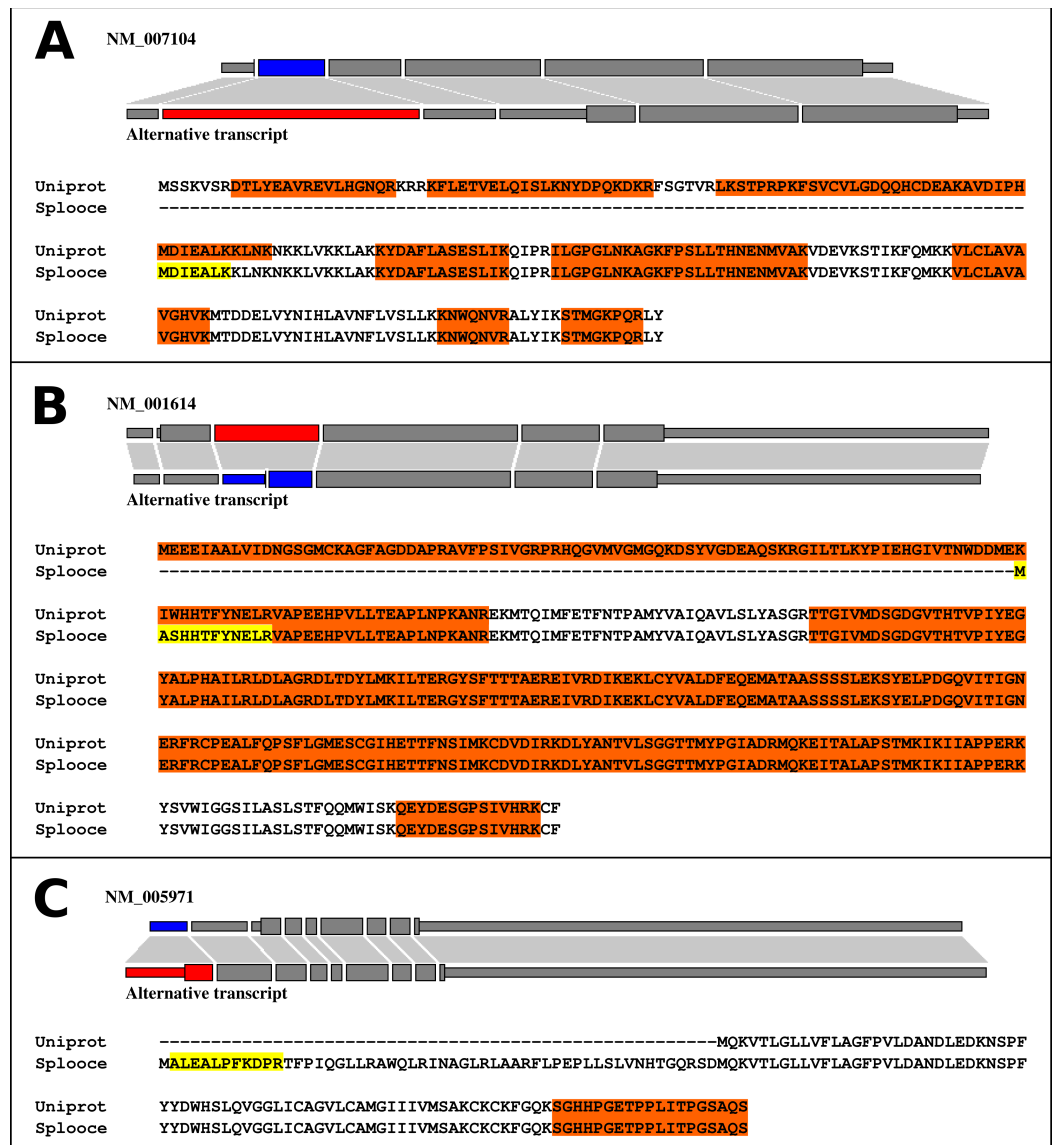 A
NM_007104
Alternative transcript
Uniprot MSSKVSRDTLYEAVREVLHGNQRKRRKFLETVELQISLKNYDPQKDKRFSGTVRLKSTPRPKFSVCVLGDQQHCDEAKAVDIPH
Splooce -----------------------------------------------------------------------------------
Uniprot MDIEALKKLNKNKKLVKKLAKKYDAFLASESLIKQIPRILGPGLNKAGKFPSLLTHNENMVAKVDEVKSTIKFQMKKVLCLAVA
Splooce MDIEALKKLNKNKKLVKKLAKKYDAFLASESLIKQIPRILGPGLNKAGKFPSLLTHNENMVAKVDEVKSTIKFQMKKVLCLAVA
Uniprot VGHVKMTDDELVYNIHLAVNFLVSLLKKNWQNVRALYIKSTMGKPQRLY
Splooce VGHVKMTDDELVYNIHLAVNFLVSLLKKNWQNVRALYIKSTMGKPQRLY
B
NM_001614
Alternative transcript
Uniprot MEEEIAALVIDNGSGMCKAGFAGDDAPRAVFPSIVGRPRHQGVMVGMGQKDSYVGDEAQSKRGILTLKYPIEHGIVTNWDDMEK
Splooce -----------------------------------------------------------------------------------M
Uniprot IWHHTFYNELRVAPEEHPVLLTEAPLNPKANREKMTQIMFETFNTPAMYVAIQAVLSLYASGRTTGIVMDSGDGVTHTVPIYEG
Splooce ASHHTFYNELRVAPEEHPVLLTEAPLNPKANREKMTQIMFETFNTPAMYVAIQAVLSLYASGRTTGIVMDSGDGVTHTVPIYEG
Uniprot YALPHAILRLDLAGRDLTDYLMKILTERGYSFTTTAEREIVRDIKEKLCYVALDFEQEMATAASSSSLEKSYELPDGQVITIGN
Splooce YALPHAILRLDLAGRDLTDYLMKILTERGYSFTTTAEREIVRDIKEKLCYVALDFEQEMATAASSSSLEKSYELPDGQVITIGN
Uniprot ERFRCPEALFQPSFLGMESCGIHETTFNSIMKCDVDIRKDLYANTVLSGGTTMYPGIADRMQKEITALAPSTMKIKIIAPPERK
Splooce ERFRCPEALFQPSFLGMESCGIHETTFNSIMKCDVDIRKDLYANTVLSGGTTMYPGIADRMQKEITALAPSTMKIKIIAPPERK
Uniprot YSVWIGGSILASLSTFQQMWISKQEYDESGPSIVHRKCF
Splooce YSVWIGGSILASLSTFQQMWISKQEYDESGPSIVHRKCF
C
NM_005971
Alternative transcript
Uniprot ------------------------------------------------------MQKVTLGLLVFLAGFPVLDANDLEDKNSPF
Splooce MALEALPFKDPRTFPIQGLLRAWQLRINAGLRLAARFLPEPLLSLVNHTGQRSDMQKVTLGLLVFLAGFPVLDANDLEDKNSPF
Uniprot YYDWHSLQVGGLICAGVLCAMGIIIVMSAKCKCKFGQKSGHHPGETPPLITPGSAQS
Splooce YYDWHSLQVGGLICAGVLCAMGIIIVMSAKCKCKFGQKSGHHPGETPPLITPGSAQS